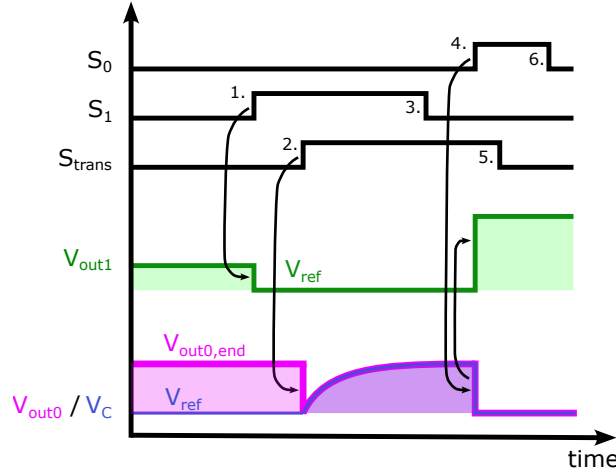 S0 4. 6.
S1 1. 3.
Strans 2. 5.
Vout1 Vref
Vout0,end
Vout0 / VC Vref
time